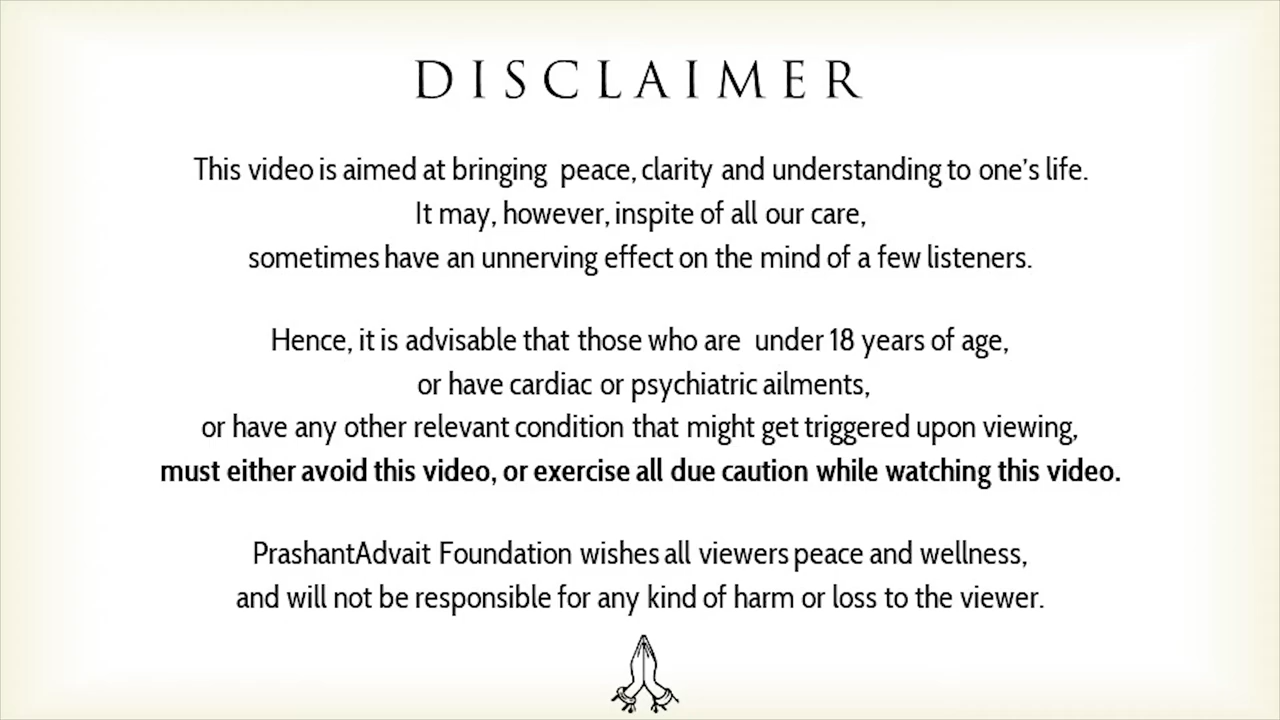 DISCLAIMER
This video is aimed at bringing peace, clarity and understanding to one's life.
It may, however, inspite of all our care,
sometimes have an unnerving effect on the mind of a few listeners.
Hence, it is advisable that those who are under 18 years of age,
or have cardiac or psychiatric ailments,
or have any other relevant condition that might get triggered upon viewing,
must either avoid this video, or exercise all due caution while watching this video.
PrashantAdvait Foundation wishes all viewers peace and wellness,
and will not be responsible for any kind of harm or loss to the viewer.